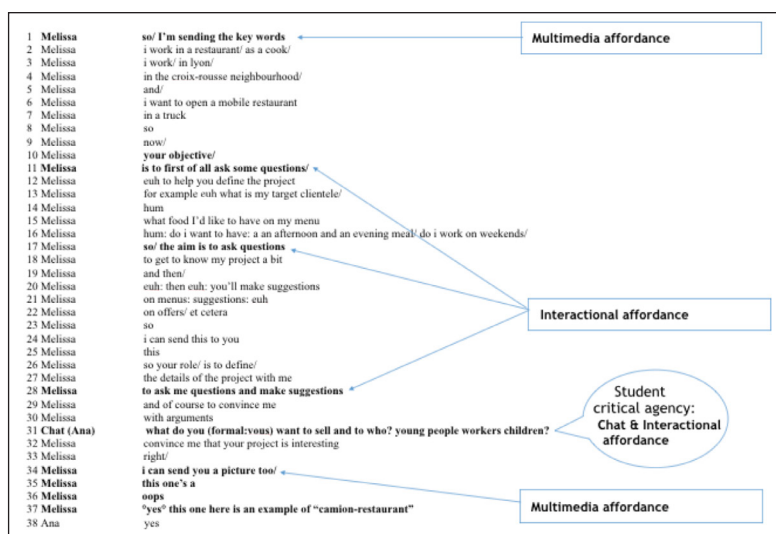 1 Melissa so/ I'm sending the key words
Multimedia affordance
2 Melissa i work in a restaurant/ as a cook/
3 Melissa i work/ in lyon/
4 Melissa in the croix-rousse neighbourhood/
5 Melissa and/
6 Melissa i want to open a mobile restaurant
7 Melissa in a truck
8 Melissa so
9 Melissa now/
10 Melissa your objective/
11 Melissa is to first of all ask some questions/
12 Melissa euh to help you define the project
13 Melissa for example euh what is my target clientele/
14 Melissa hum
15 Melissa what food I'd like to have on my menu
16 Melissa hum: do i want to have: a an afternoon and an evening meal/ do i work on weekends/
17 Melissa so/ the aim is to ask questions
18 Melissa to get to know my project a bit
19 Melissa and then/
20 Melissa euh: then euh: you'll make suggestions
21 Melissa on menus: suggestions: euh
22 Melissa on offers/ et cetera
Interactional affordance
23 Melissa so
24 Melissa i can send this to you
25 Melissa this
26 Melissa so your role/ is to define/
27 Melissa the details of the project with me
28 Melissa to ask me questions and make suggestions
29 Melissa and of course to convince me
30 Melissa with arguments
31 Chat (Ana) what do you (formal:vous) want to sell and to who? young people workers children?
Student
critical agency:
Chat & Interactional
affordance
32 Melissa convince me that your project is interesting
33 Melissa right/
34 Melissa i can send you a picture too/
35 Melissa this one's a
36 Melissa oops
37 Melissa °yes° this one here is an example of "camion-restaurant"
Multimedia affordance
38 Ana yes